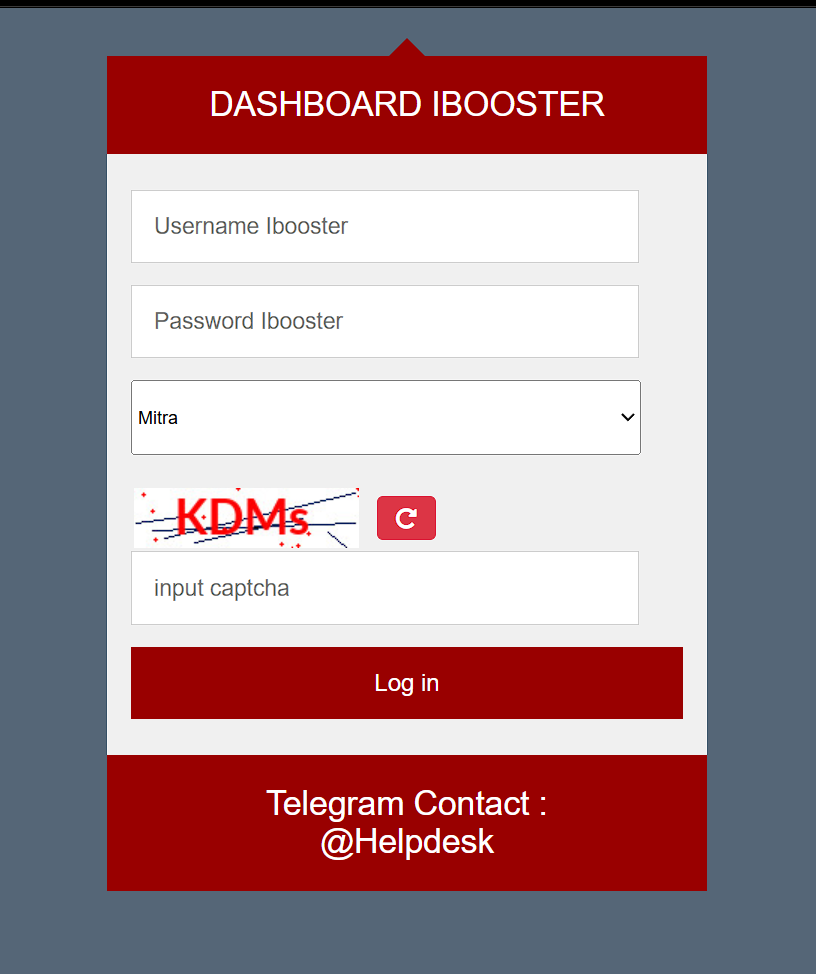 DASHBOARD IBOOSTER
Username Ibooster
Password Ibooster
Mitra
KDMs
input captcha
Log in
Telegram Contact :
@Helpdesk